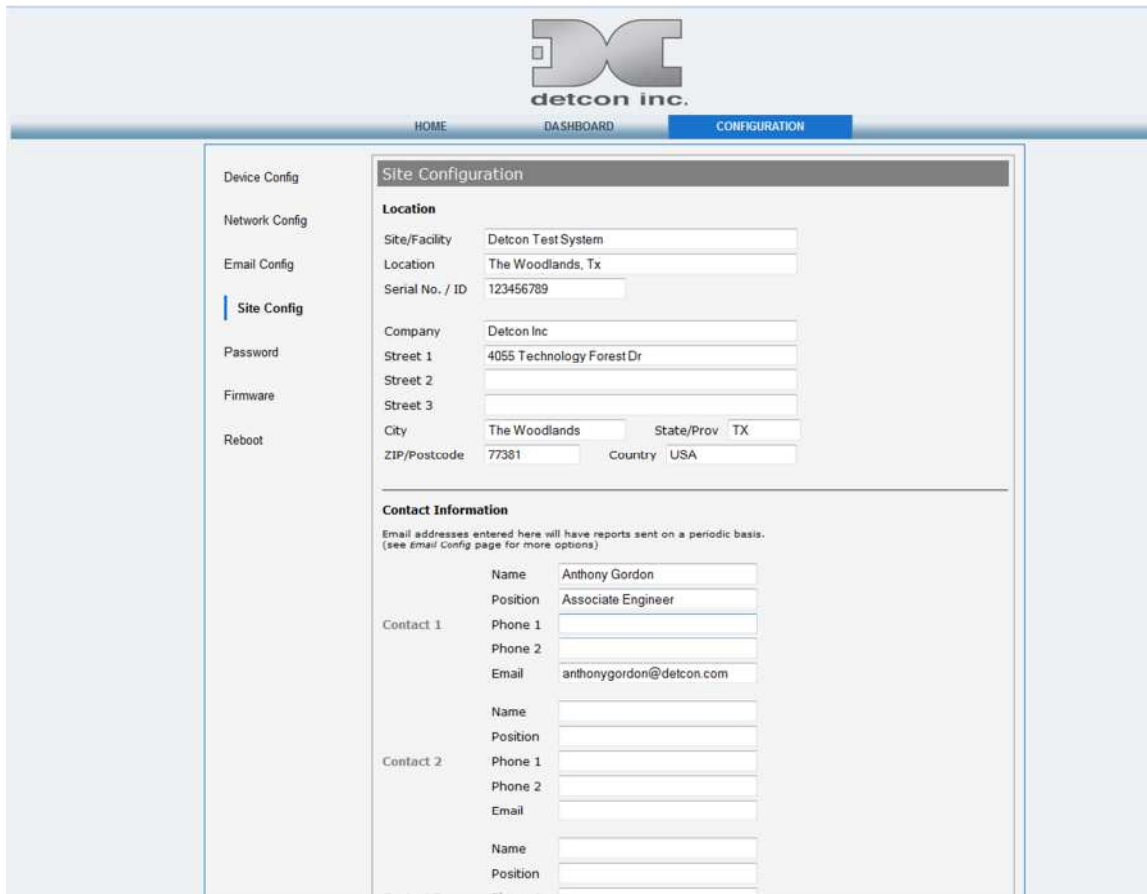 detcon inc.
HOME DASHBOARD CONFIGURATION
Device Config
Network Config
Email Config
Site Config
Password
Firmware
Reboot
Site Configuration
Location
Site/Facility Detcon Test System
Location The Woodlands, Tx
Serial No. / ID 123456789
Company Detcon Inc
Street 1 4055 Technology Forest Dr
Street 2
Street 3
City The Woodlands State/Prov TX
ZIP/Postcode 77381 Country USA
Contact Information
Email addresses entered here will have reports sent on a periodic basis.
(see Email Config page for more options)
Name Anthony Gordon
Position Associate Engineer
Contact 1 Phone 1
Phone 2
Email anthonygordon@detcon.com
Name
Position
Contact 2 Phone 1
Phone 2
Email
Name
Position